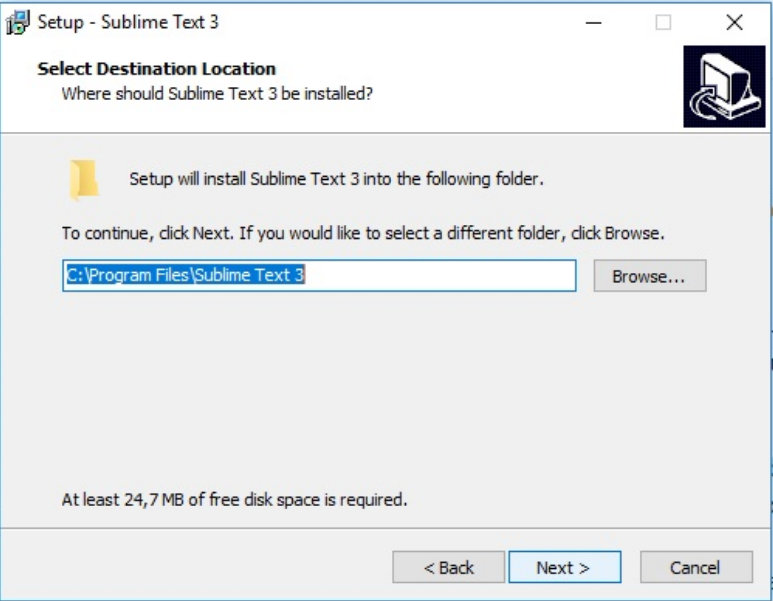 Setup - Sublime Text 3
Select Destination Location
Where should Sublime Text 3 be installed?
Setup will install Sublime Text 3 into the following folder.
To continue, click Next. If you would like to select a different folder, click Browse.
C:\Program Files\Sublime Text 3
Browse...
At least 24,7 MB of free disk space is required.
< Back
Next >
Cancel